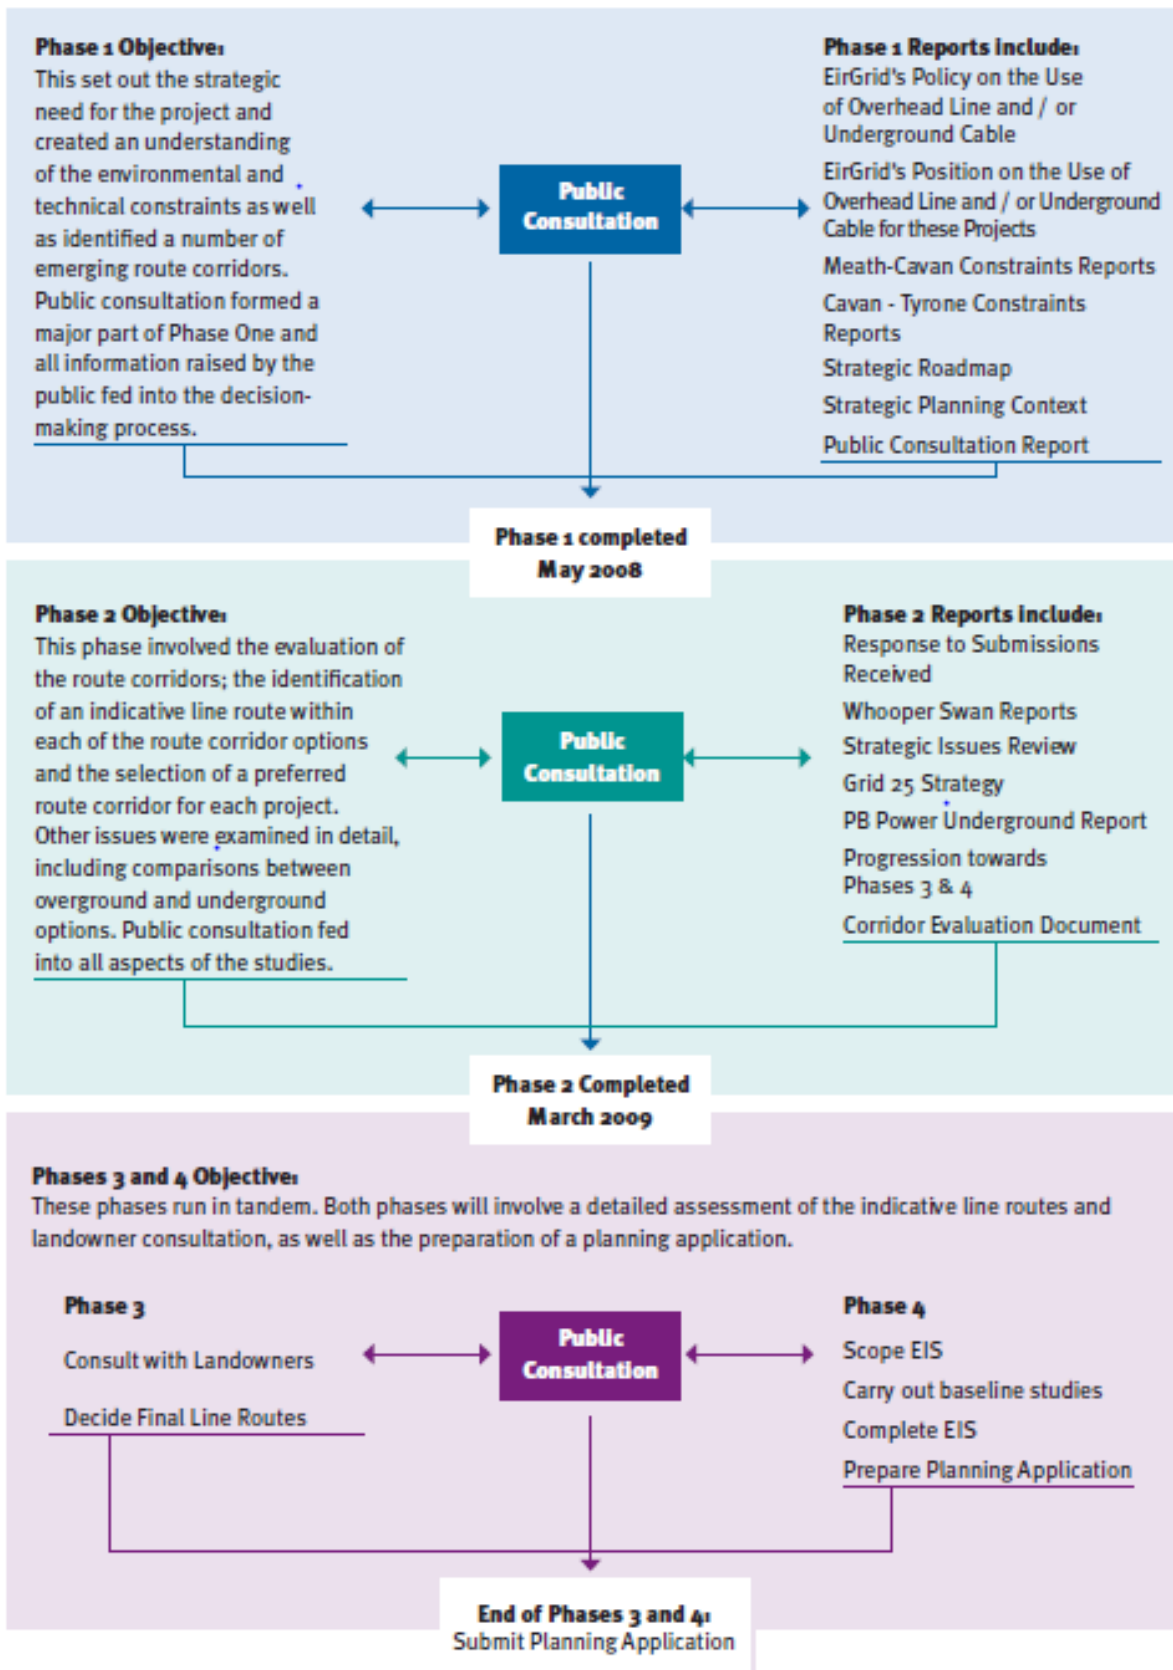 Phase 1 Objective:
This set out the strategic
need for the project and
created an understanding
of the environmental and
technical constraints as well
as identified a number of
emerging route corridors.
Public consultation formed a
major part of Phase One and
all information raised by the
public fed into the decision-
making process.
Public
Consultation
Phase 1 Reports include:
EirGrid's Policy on the Use
of Overhead Line and / or
Underground Cable
EirGrid's Position on the Use of
Overhead Line and / or Underground
Cable for these Projects
Meath-Cavan Constraints Reports
Cavan - Tyrone Constraints
Reports
Strategic Roadmap
Strategic Planning Context
Public Consultation Report
Phase 1 completed
May 2008
Phase 2 Objective:
This phase involved the evaluation of
the route corridors; the identification
of an indicative line route within
each of the route corridor options
and the selection of a preferred
route corridor for each project.
Other issues were examined in detail,
including comparisons between
overground and underground
options. Public consultation fed
into all aspects of the studies.
Public
Consultation
Phase 2 Reports include:
Response to Submissions
Received
Whooper Swan Reports
Strategic Issues Review
Grid 25 Strategy
PB Power Underground Report
Progression towards
Phases 3 & 4
Corridor Evaluation Document
Phase 2 Completed
March 2009
Phases 3 and 4 Objective:
These phases run in tandem. Both phases will involve a detailed assessment of the indicative line routes and
landowner consultation, as well as the preparation of a planning application.
Phase 3
Consult with Landowners
Decide Final Line Routes
Public
Consultation
Phase 4
Scope EIS
Carry out baseline studies
Complete EIS
Prepare Planning Application
End of Phases 3 and 4:
Submit Planning Application